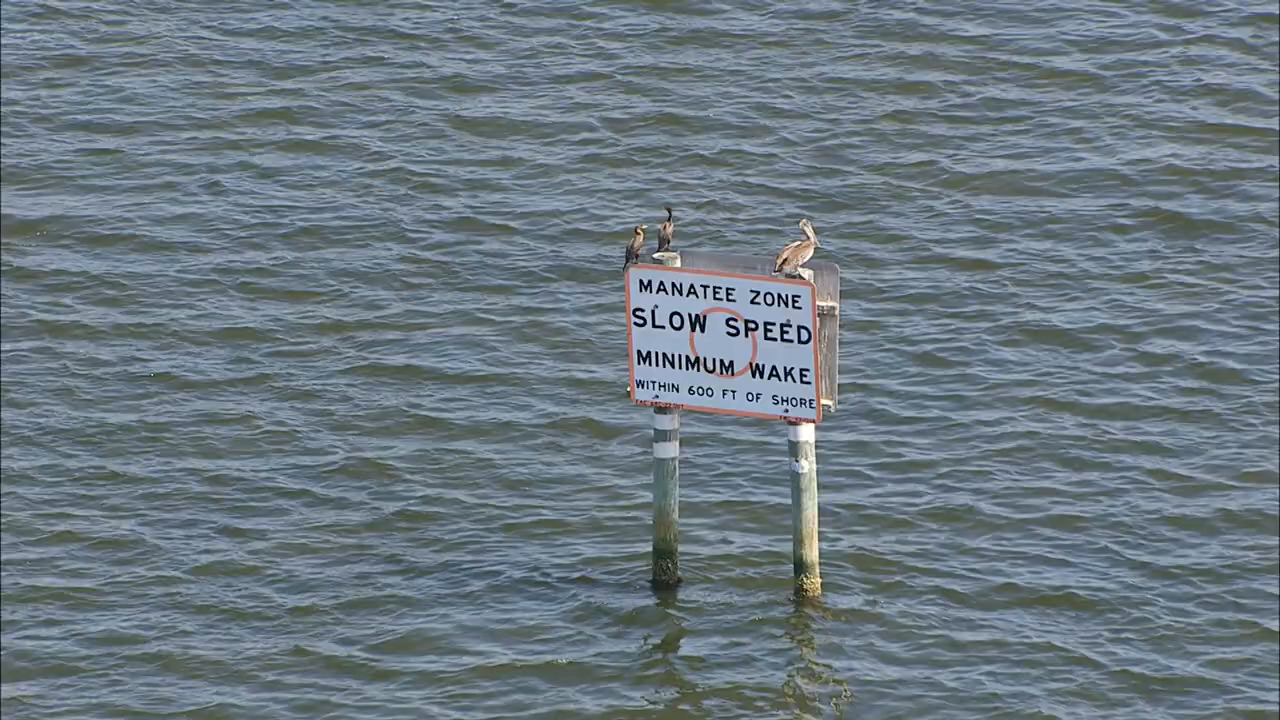 MANATEE ZONE
SLOW SPEED
MINIMUM WAKE
WITHIN 600 FT OF SHORE